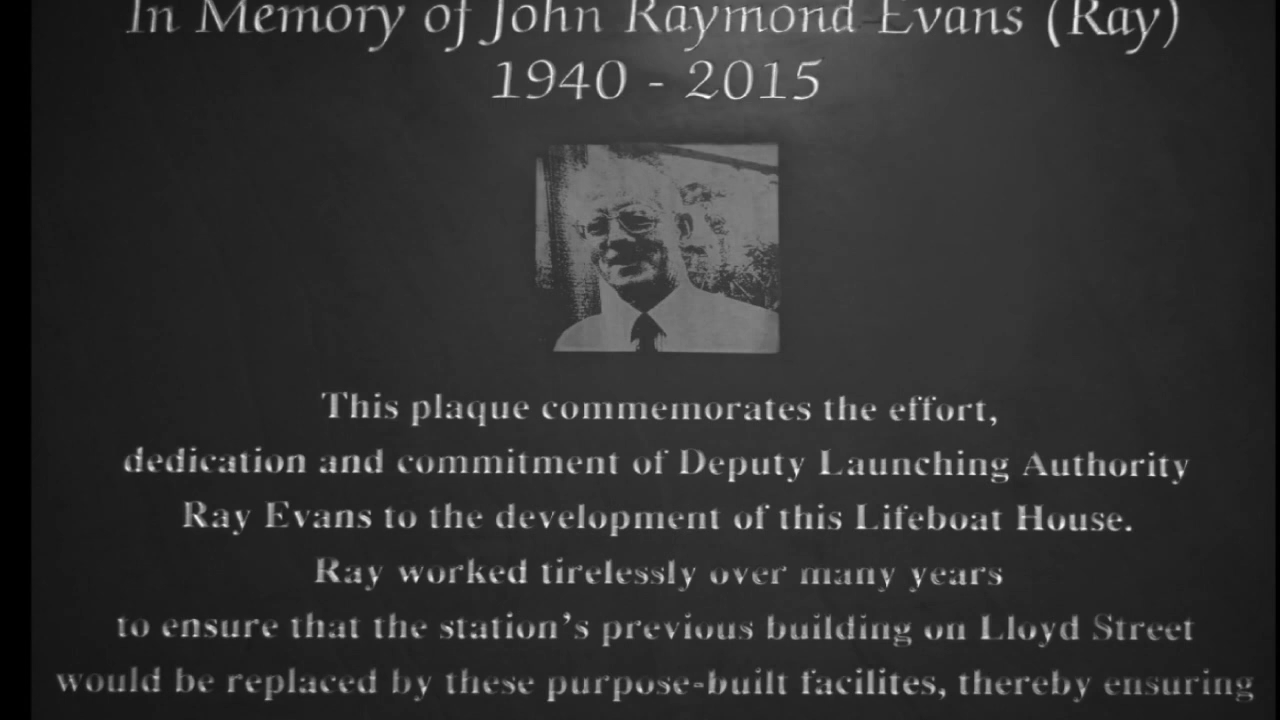 In Memory of John Raymond Evans (Ray)
1940 - 2015
This plaque commemorates the effort,
dedication and commitment of Deputy Launching Authority
Ray Evans to the development of this Lifeboat House.
Ray worked tirelessly over many years
to ensure that the station's previous building on Lloyd Street
would be replaced by these purpose-built facilites, thereby ensuring